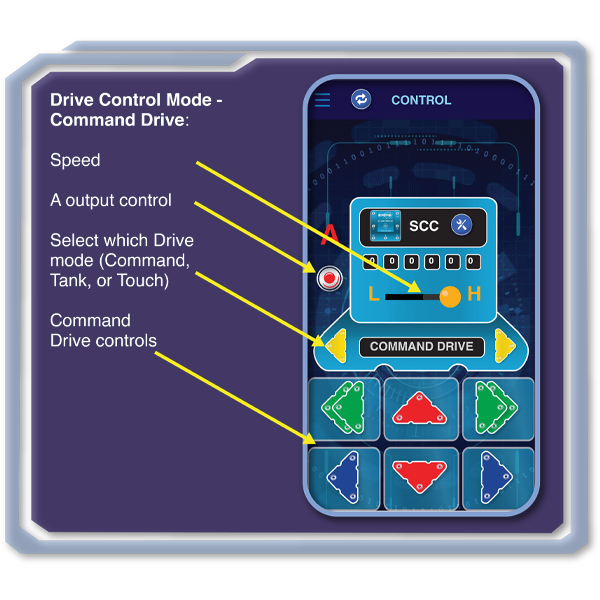 Drive Control Mode -
Command Drive:
Speed
A output control
Select which Drive
mode (Command,
Tank, or Touch)
Command
Drive controls
CONTROL
A
SCC
0 0 0 0 0 0
L H
COMMAND DRIVE